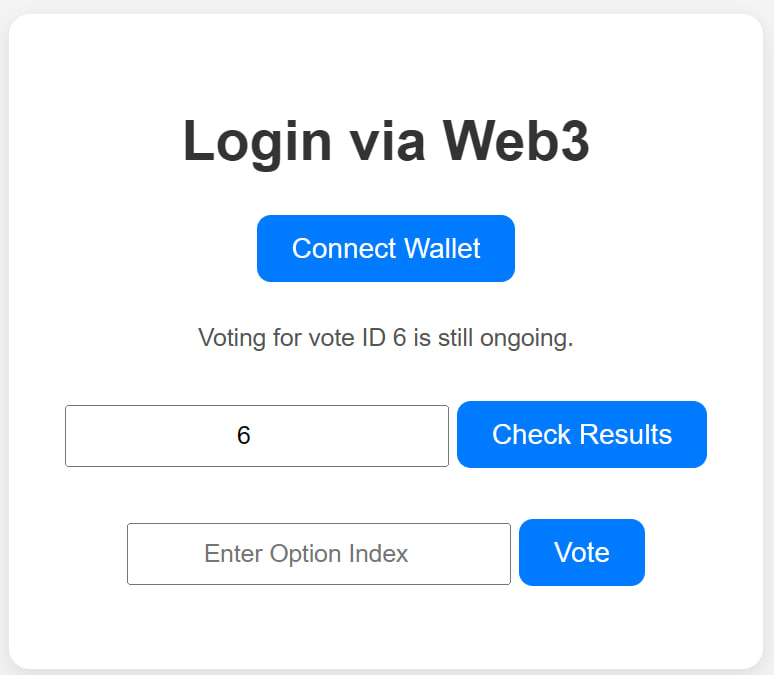 Login via Web3
Connect Wallet
Voting for vote ID 6 is still ongoing.
6 Check Results
Enter Option Index Vote